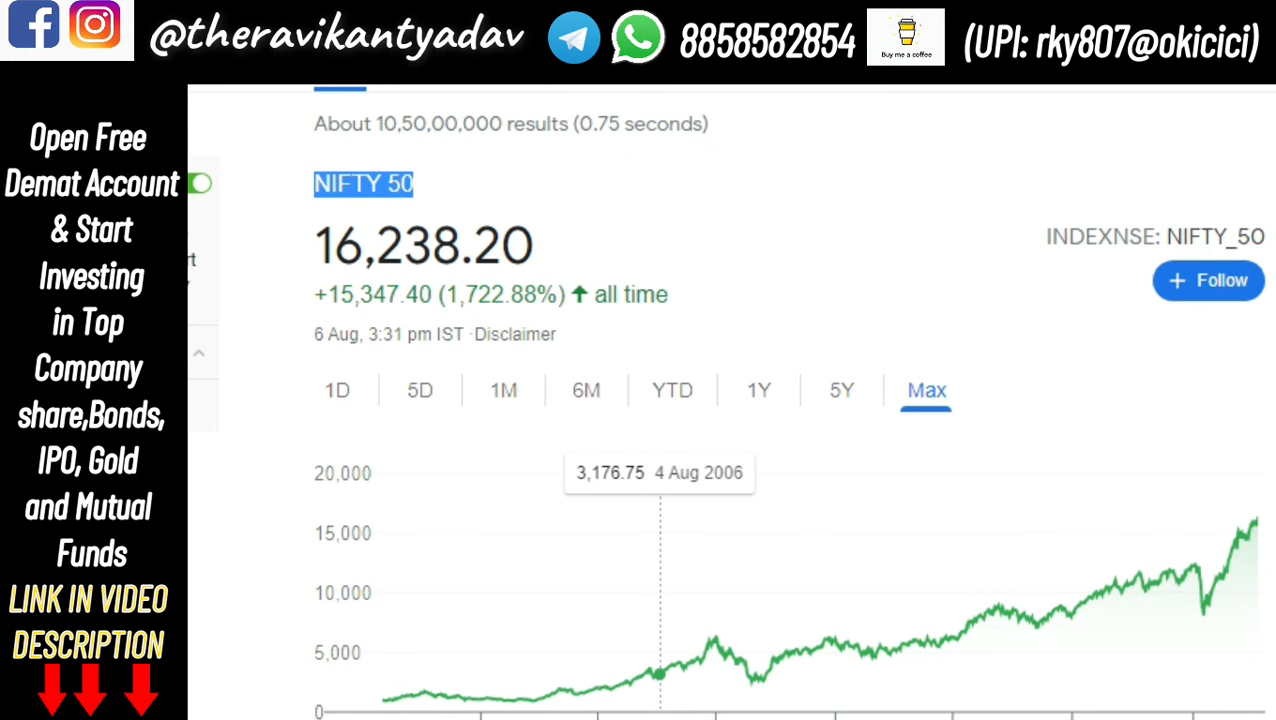 @theravikantyadav 8858582854 Buy me a coffee (UPI: rky807@okicici)
Open Free
Demat Account
& Start
Investing
in Top
Company
share,Bonds,
IPO, Gold
and Mutual
Funds
LINK IN VIDEO
DESCRIPTION
About 10,50,00,000 results (0.75 seconds)
NIFTY 50
16,238.20
INDEXNSE: NIFTY_50
+15,347.40 (1,722.88%) ↑ all time
+ Follow
6 Aug, 3:31 pm IST · Disclaimer
1D 5D 1M 6M YTD 1Y 5Y Max
3,176.75 4 Aug 2006
20,000
15,000
10,000
5,000
0